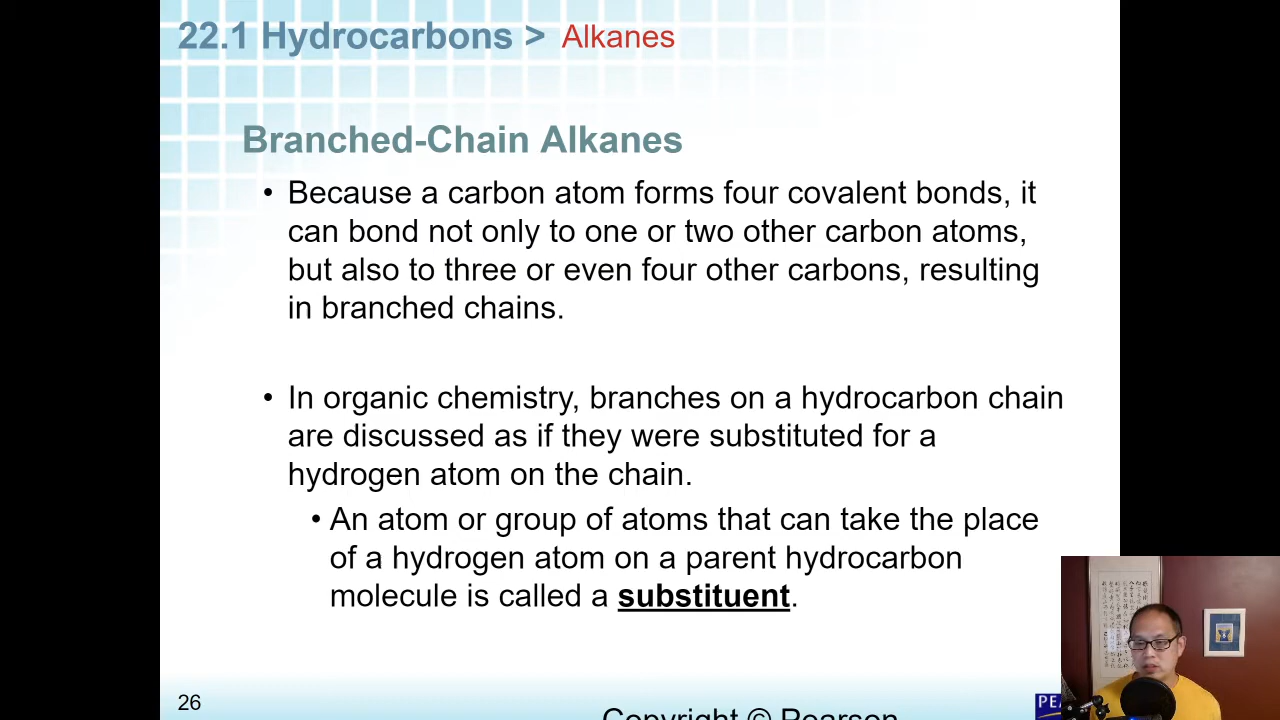 22.1 Hydrocarbons > Alkanes
Branched-Chain Alkanes
• Because a carbon atom forms four covalent bonds, it
can bond not only to one or two other carbon atoms,
but also to three or even four other carbons, resulting
in branched chains.
• In organic chemistry, branches on a hydrocarbon chain
are discussed as if they were substituted for a
hydrogen atom on the chain.
• An atom or group of atoms that can take the place
of a hydrogen atom on a parent hydrocarbon
molecule is called a substituent.
26
Copyright © Pearson